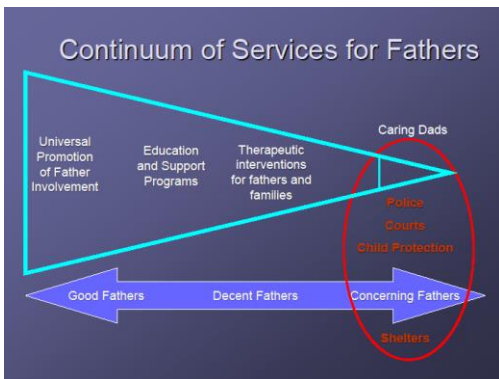 Continuum of Services for Fathers
Caring Dads
Universal
Promotion
of Father
Involvement
Education
and Support
Programs
Therapeutic
interventions
for fathers and
families
Police
Courts
Child Protection
Good Fathers
Decent Fathers
Concerning Fathers
Shelters